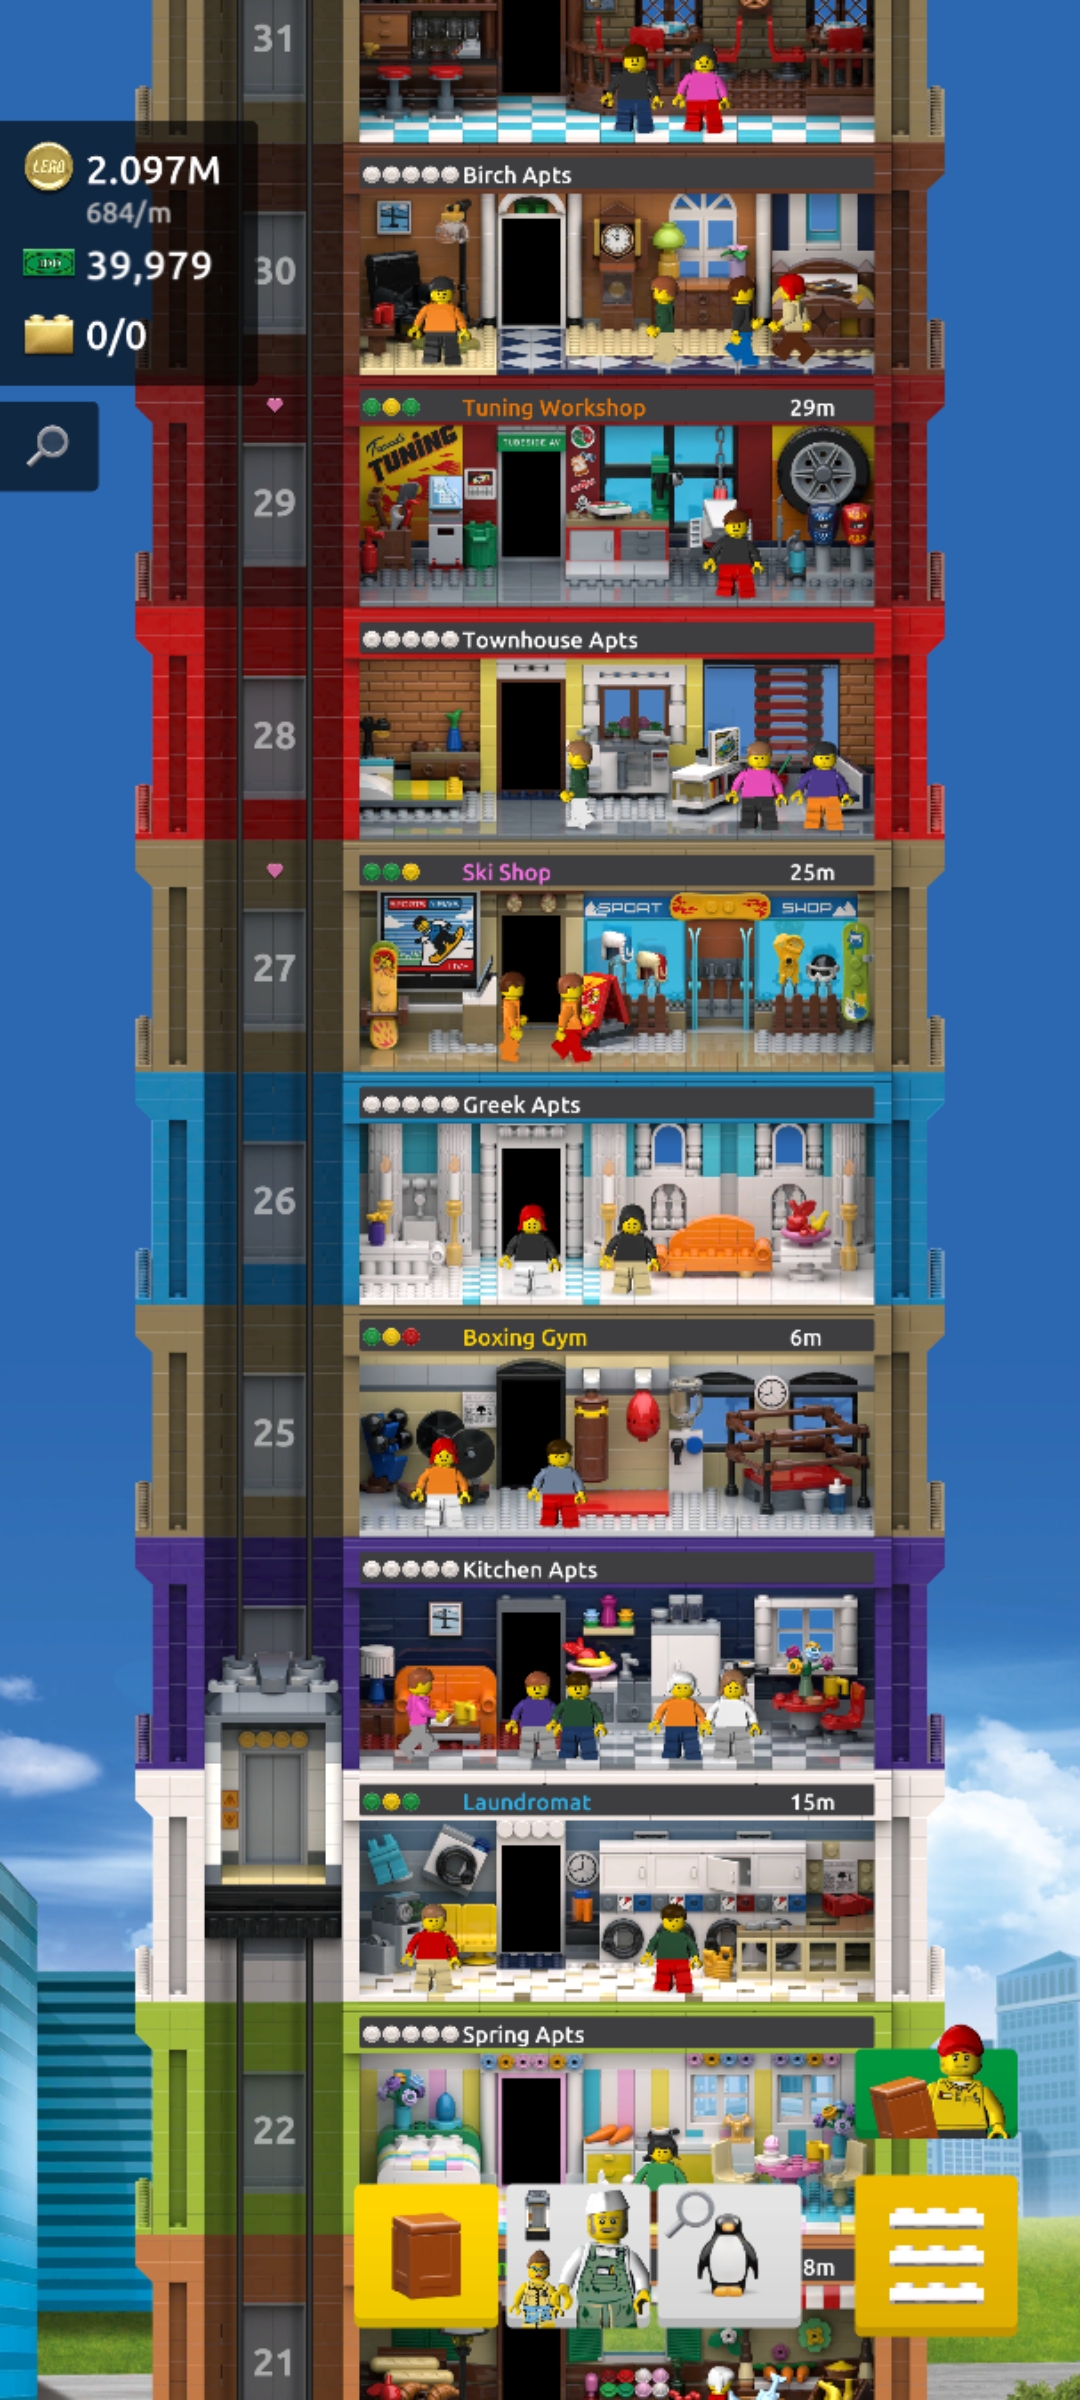 31
LEGO
2.097M
684/m
39,979
0/0
Birch Apts
30
Tuning Workshop 29m
TUNING
TUBESIDE AV
29
Townhouse Apts
28
Ski Shop 25m
SPORT SHOP
27
Greek Apts
26
Boxing Gym 6m
25
Kitchen Apts
Laundromat 15m
Spring Apts
22
8m
21